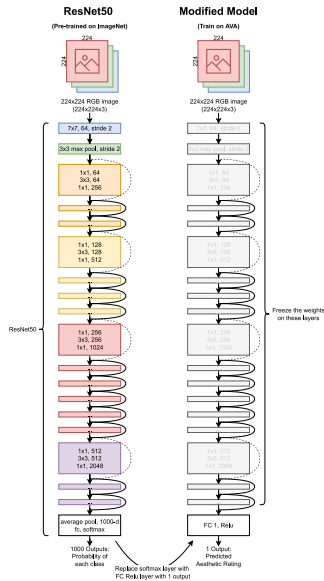 ResNet50
(Pre-trained on ImageNet)
224
224
224x224 RGB image
(224x224x3)
7x7, 64, stride 2
3x3 max pool, stride 2
1x1, 64
3x3, 64
1x1, 256
1x1, 128
3x3, 128
1x1, 512
ResNet50
1x1, 256
3x3, 256
1x1, 1024
1x1, 512
3x3, 512
1x1, 2048
average pool, 1000-d
fc, softmax
1000 Outputs:
Probability of
each class
Modified Model
(Train on AVA)
224
224
224x224 RGB image
(224x224x3)
7x7, 64, stride 2
3x3 max pool, stride 2
1x1, 64
3x3, 64
1x1, 256
1x1, 128
3x3, 128
1x1, 512
Freeze the weights
on these layers
1x1, 256
3x3, 256
1x1, 1024
1x1, 512
3x3, 512
1x1, 2048
FC 1, Relu
1 Output:
Predicted
Aesthetic Rating
Replace softmax layer with
FC Relu layer with 1 output